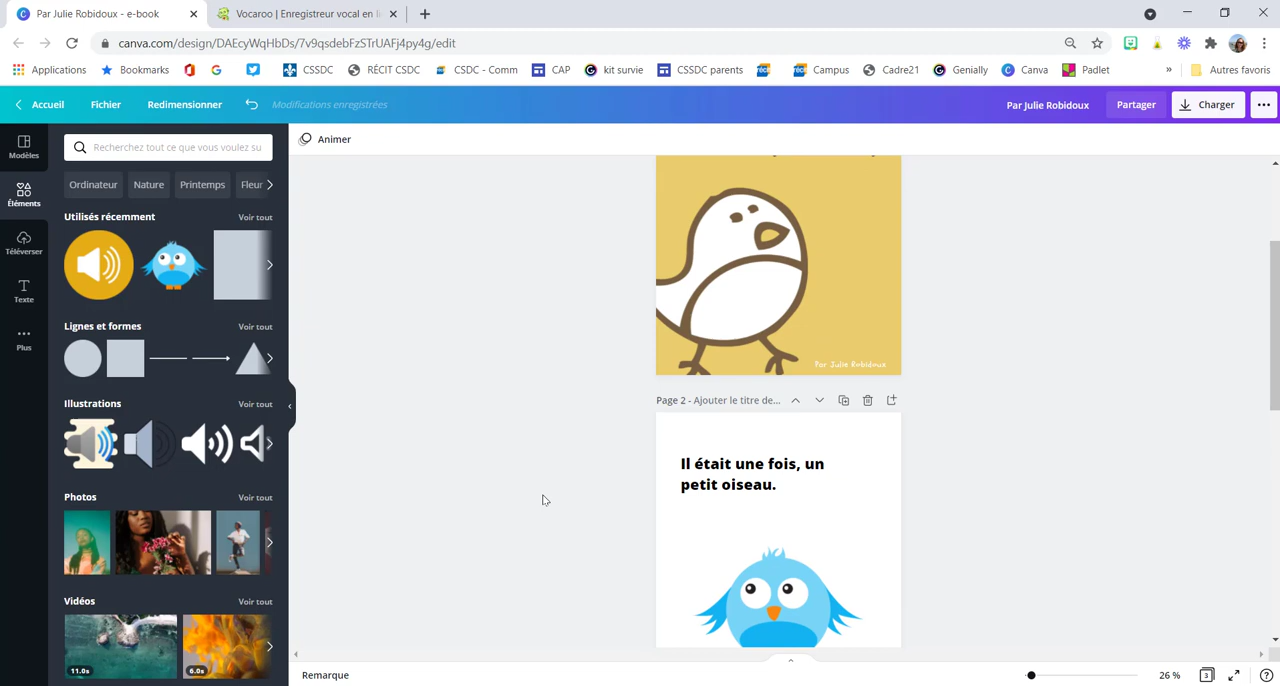 Par Julie Robidoux - e-book
Vocaroo | Enregistreur vocal en li
canva.com/design/DAEcyWqHbDs/7v9qsdebFzSTrUAFj4py4g/edit
Applications
Bookmarks
CSSDC
RÉCIT CSDC
CSDC - Comm
CAP
kit survie
CSSDC parents
Campus
Cadre21
Genially
Canva
Padlet
»
Autres favoris
Accueil
Fichier
Redimensionner
Modifications enregistrées
Par Julie Robidoux
Partager
Charger
Modèles
Éléments
Téléverser
Texte
Plus
Recherchez tout ce que vous voulez su
Ordinateur
Nature
Printemps
Fleur
Utilisés récemment
Voir tout
Lignes et formes
Voir tout
Illustrations
Voir tout
Photos
Voir tout
Vidéos
Voir tout
11.0s
6.0s
Animer
Par Julie Robidoux
Page 2 - Ajouter le titre de...
Il était une fois, un
petit oiseau.
Remarque
26 %
3